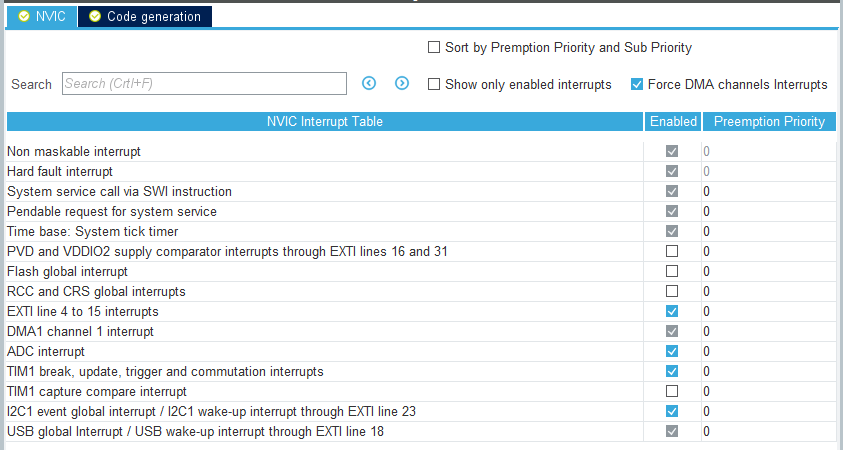 NVIC
Code generation
Sort by Premption Priority and Sub Priority
Search Search (Crtl+F) Show only enabled interrupts Force DMA channels Interrupts
NVIC Interrupt Table Enabled Preemption Priority
Non maskable interrupt 0
Hard fault interrupt 0
System service call via SWI instruction 0
Pendable request for system service 0
Time base: System tick timer 0
PVD and VDDIO2 supply comparator interrupts through EXTI lines 16 and 31 0
Flash global interrupt 0
RCC and CRS global interrupts 0
EXTI line 4 to 15 interrupts 0
DMA1 channel 1 interrupt 0
ADC interrupt 0
TIM1 break, update, trigger and commutation interrupts 0
TIM1 capture compare interrupt 0
I2C1 event global interrupt / I2C1 wake-up interrupt through EXTI line 23 0
USB global Interrupt / USB wake-up interrupt through EXTI line 18 0